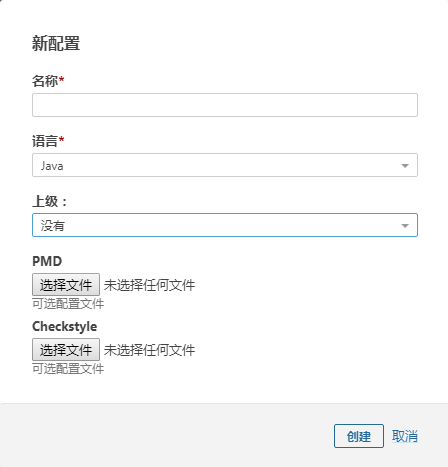 新配置
名称*
语言*
Java
上级：
没有
PMD
选择文件 未选择任何文件
可选配置文件
Checkstyle
选择文件 未选择任何文件
可选配置文件
创建 取消